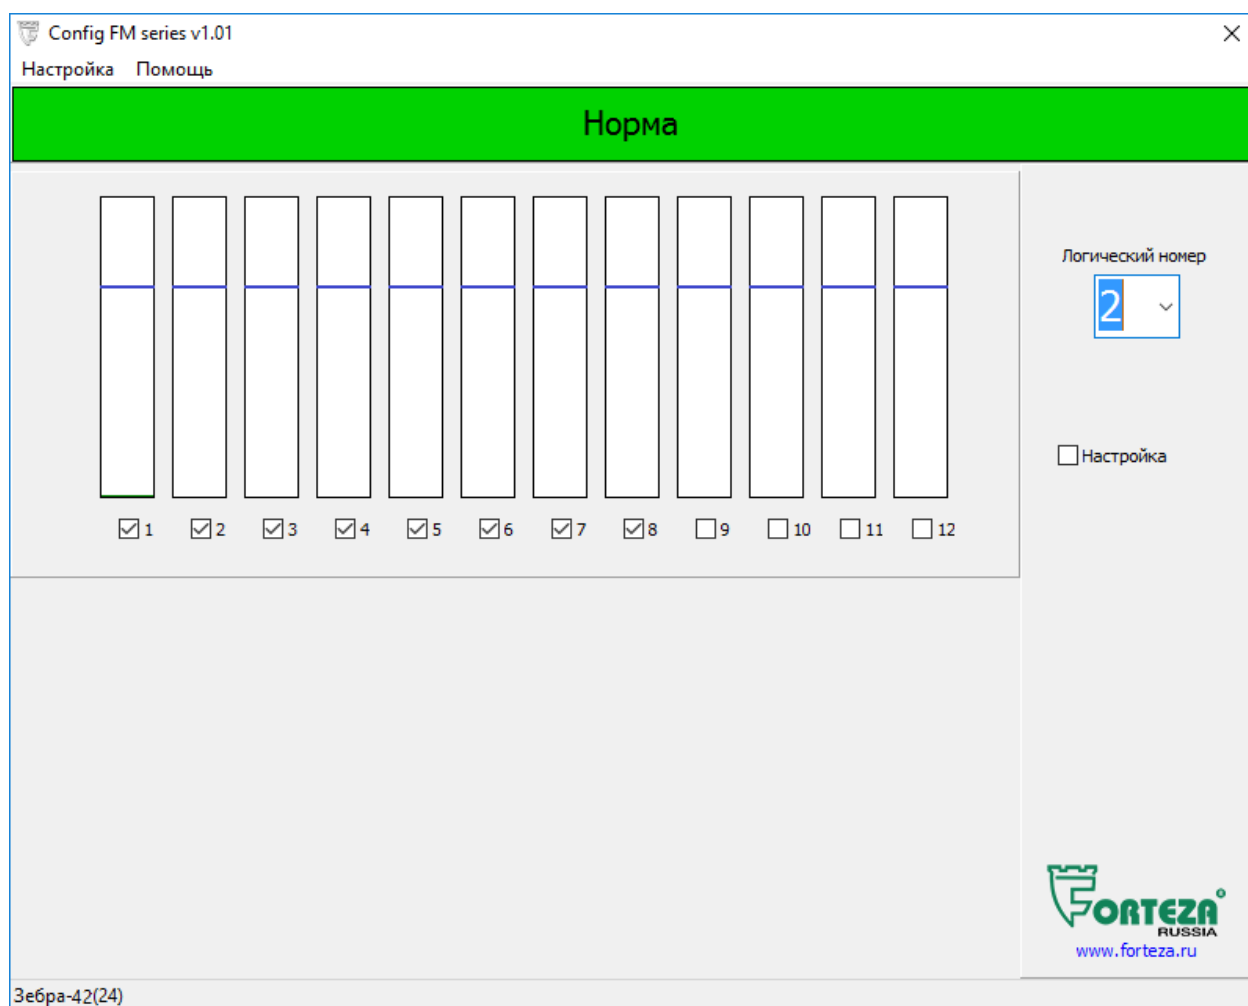 Config FM series v1.01
Настройка Помощь
Норма
Логический номер
2
Настройка
1 2 3 4 5 6 7 8 9 10 11 12
FORTEZA®
RUSSIA
www.forteza.ru
Зебра-42(24)